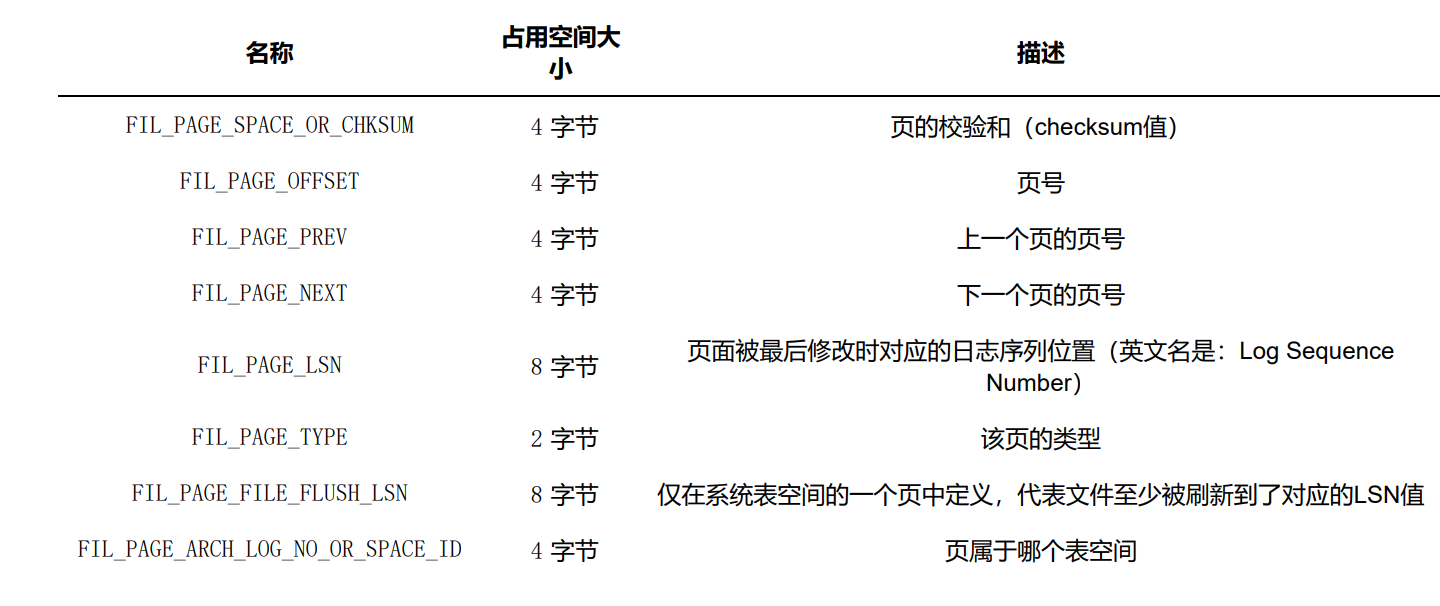 名称 占用空间大小 描述
FIL_PAGE_SPACE_OR_CHKSUM 4 字节 页的校验和（checksum值）
FIL_PAGE_OFFSET 4 字节 页号
FIL_PAGE_PREV 4 字节 上一个页的页号
FIL_PAGE_NEXT 4 字节 下一个页的页号
FIL_PAGE_LSN 8 字节 页面被最后修改时对应的日志序列位置（英文名是：Log Sequence
Number）
FIL_PAGE_TYPE 2 字节 该页的类型
FIL_PAGE_FILE_FLUSH_LSN 8 字节 仅在系统表空间的一个页中定义，代表文件至少被刷新到了对应的LSN值
FIL_PAGE_ARCH_LOG_NO_OR_SPACE_ID 4 字节 页属于哪个表空间